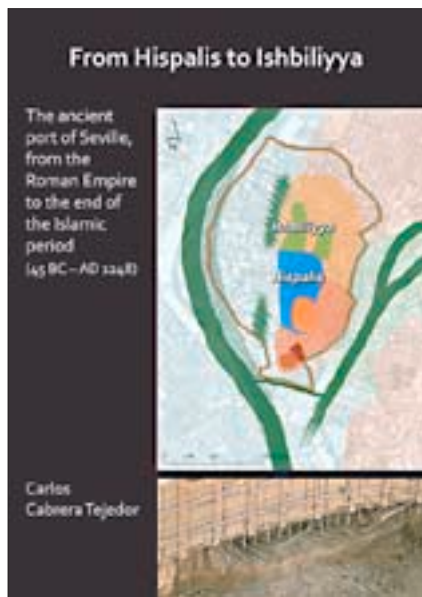 From Hispalis to Ishbiliyya
The ancient
port of Seville,
from the
Roman Empire
to the end of
the Islamic
period
(45 BC – AD 1248)
Ishbiliyya
Hispalis
Carlos
Cabrera Tejedor